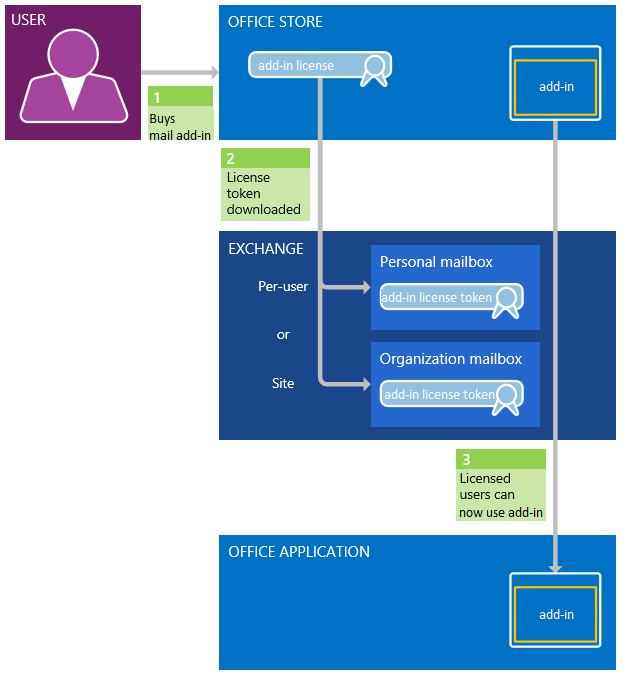 USER
OFFICE STORE
add-in license
add-in
1
Buys
mail add-in
2
License
token
downloaded
EXCHANGE
Personal mailbox
Per-user
add-in license token
or
Organization mailbox
Site
add-in license token
3
Licensed
users can
now use add-in
OFFICE APPLICATION
add-in